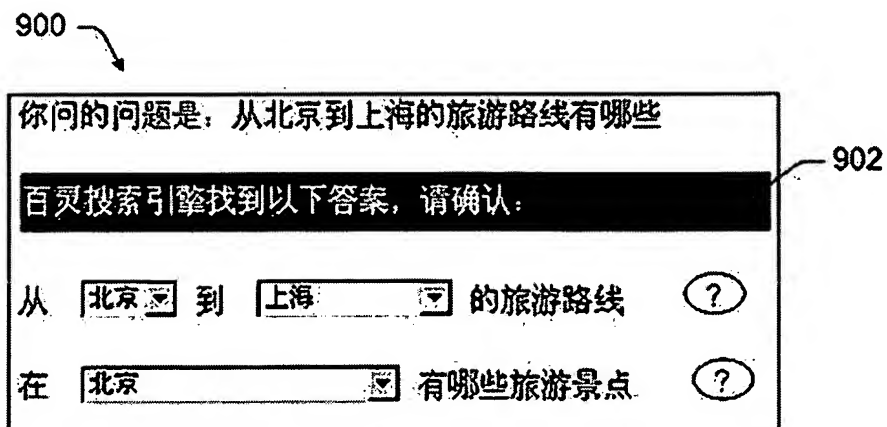 900
你问的问题是：从北京到上海的旅游路线有哪些
902
百灵搜索引擎找到以下答案，请确认：
从 北京 到 上海 的旅游路线 ?
在 北京 有哪些旅游景点 ?